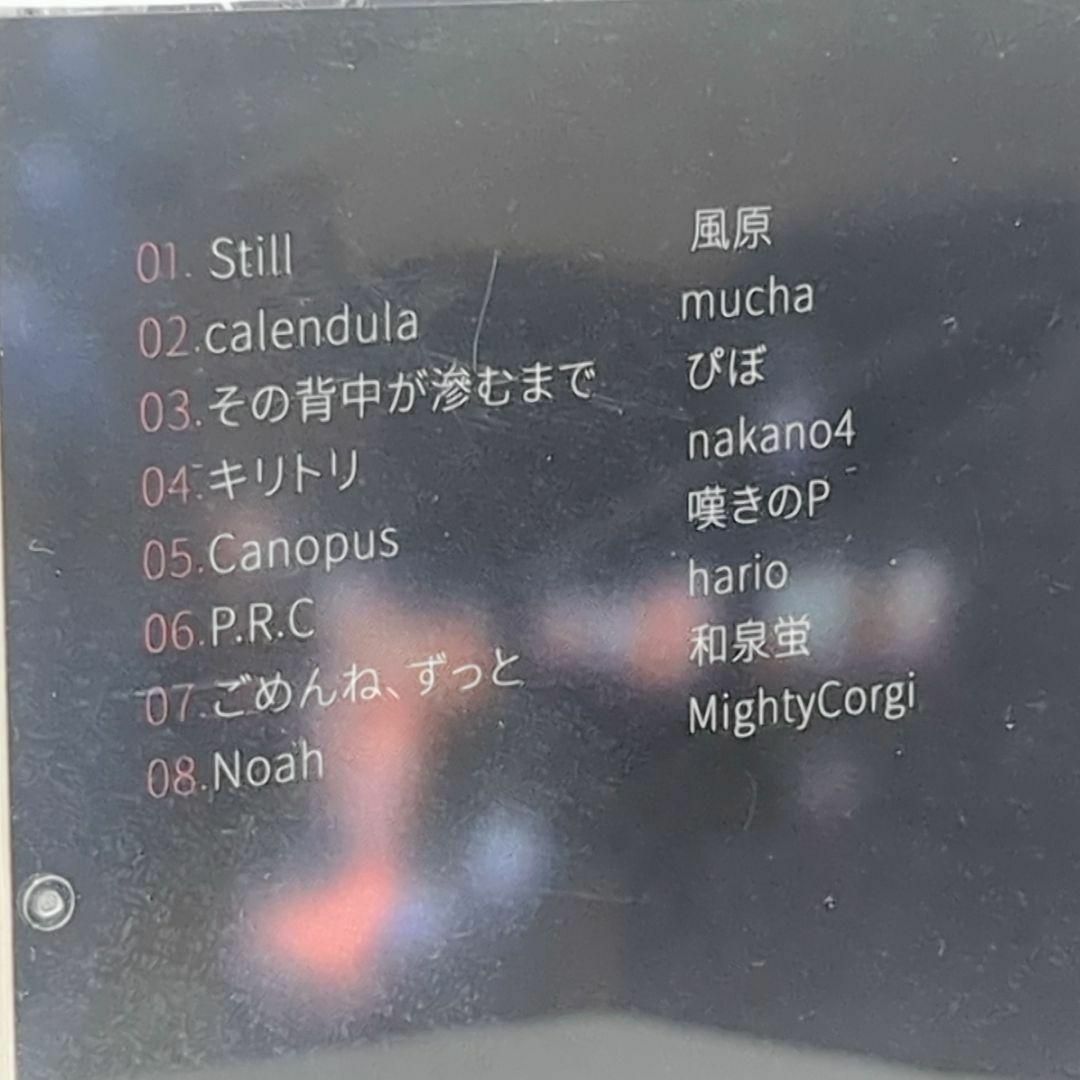 01. Still 風原
02.calendula mucha
03.その背中が滲むまで ぴぼ
04.キリトリ nakano4
05.Canopus 嘆きのP
06.P.R.C hario
07.ごめんね、ずっと 和泉蛍
08.Noah MightyCorgi